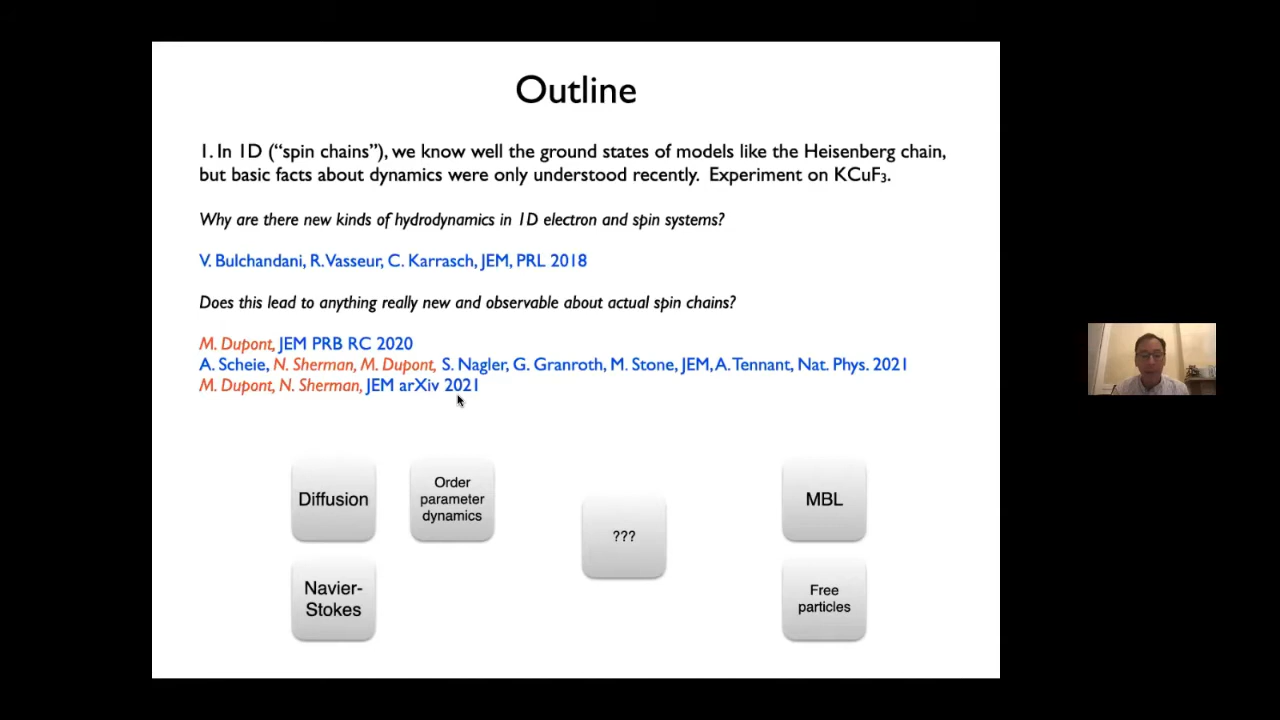 Outline
1. In 1D (“spin chains”), we know well the ground states of models like the Heisenberg chain,
but basic facts about dynamics were only understood recently.  Experiment on KCuF₃.
Why are there new kinds of hydrodynamics in 1D electron and spin systems?
V. Bulchandani, R. Vasseur, C. Karrasch, JEM, PRL 2018
Does this lead to anything really new and observable about actual spin chains?
M. Dupont, JEM PRB RC 2020
A. Scheie, N. Sherman, M. Dupont, S. Nagler, G. Granroth, M. Stone, JEM, A. Tennant, Nat. Phys. 2021
M. Dupont, N. Sherman, JEM arXiv 2021
Diffusion
Order
parameter
dynamics
???
MBL
Navier-
Stokes
Free
particles